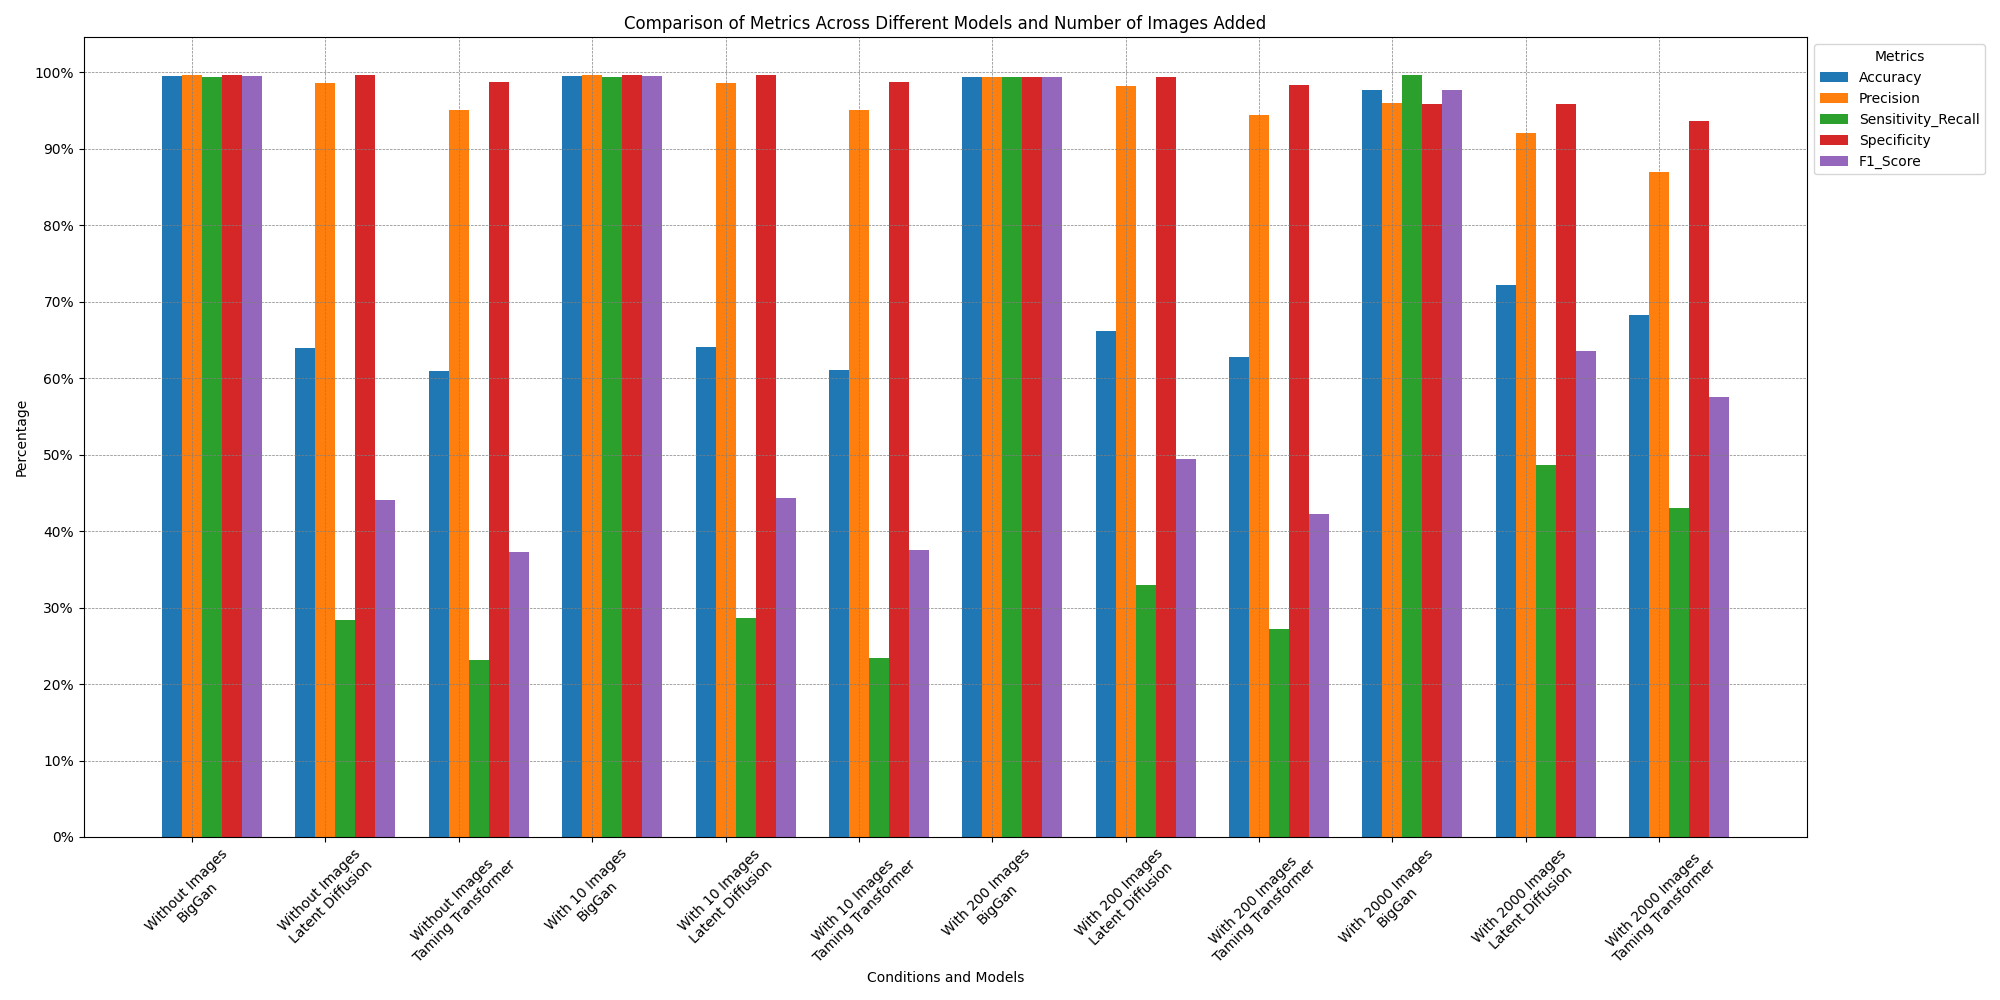 Comparison of Metrics Across Different Models and Number of Images Added
Metrics
Accuracy
Precision
Sensitivity_Recall
Specificity
F1_Score
Percentage
100%
90%
80%
70%
60%
50%
40%
30%
20%
10%
0%
Without Images
BigGan
Without Images
Latent Diffusion
Without Images
Taming Transformer
With 10 Images
BigGan
With 10 Images
Latent Diffusion
With 10 Images
Taming Transformer
With 200 Images
BigGan
With 200 Images
Latent Diffusion
With 200 Images
Taming Transformer
With 2000 Images
BigGan
With 2000 Images
Latent Diffusion
With 2000 Images
Taming Transformer
Conditions and Models